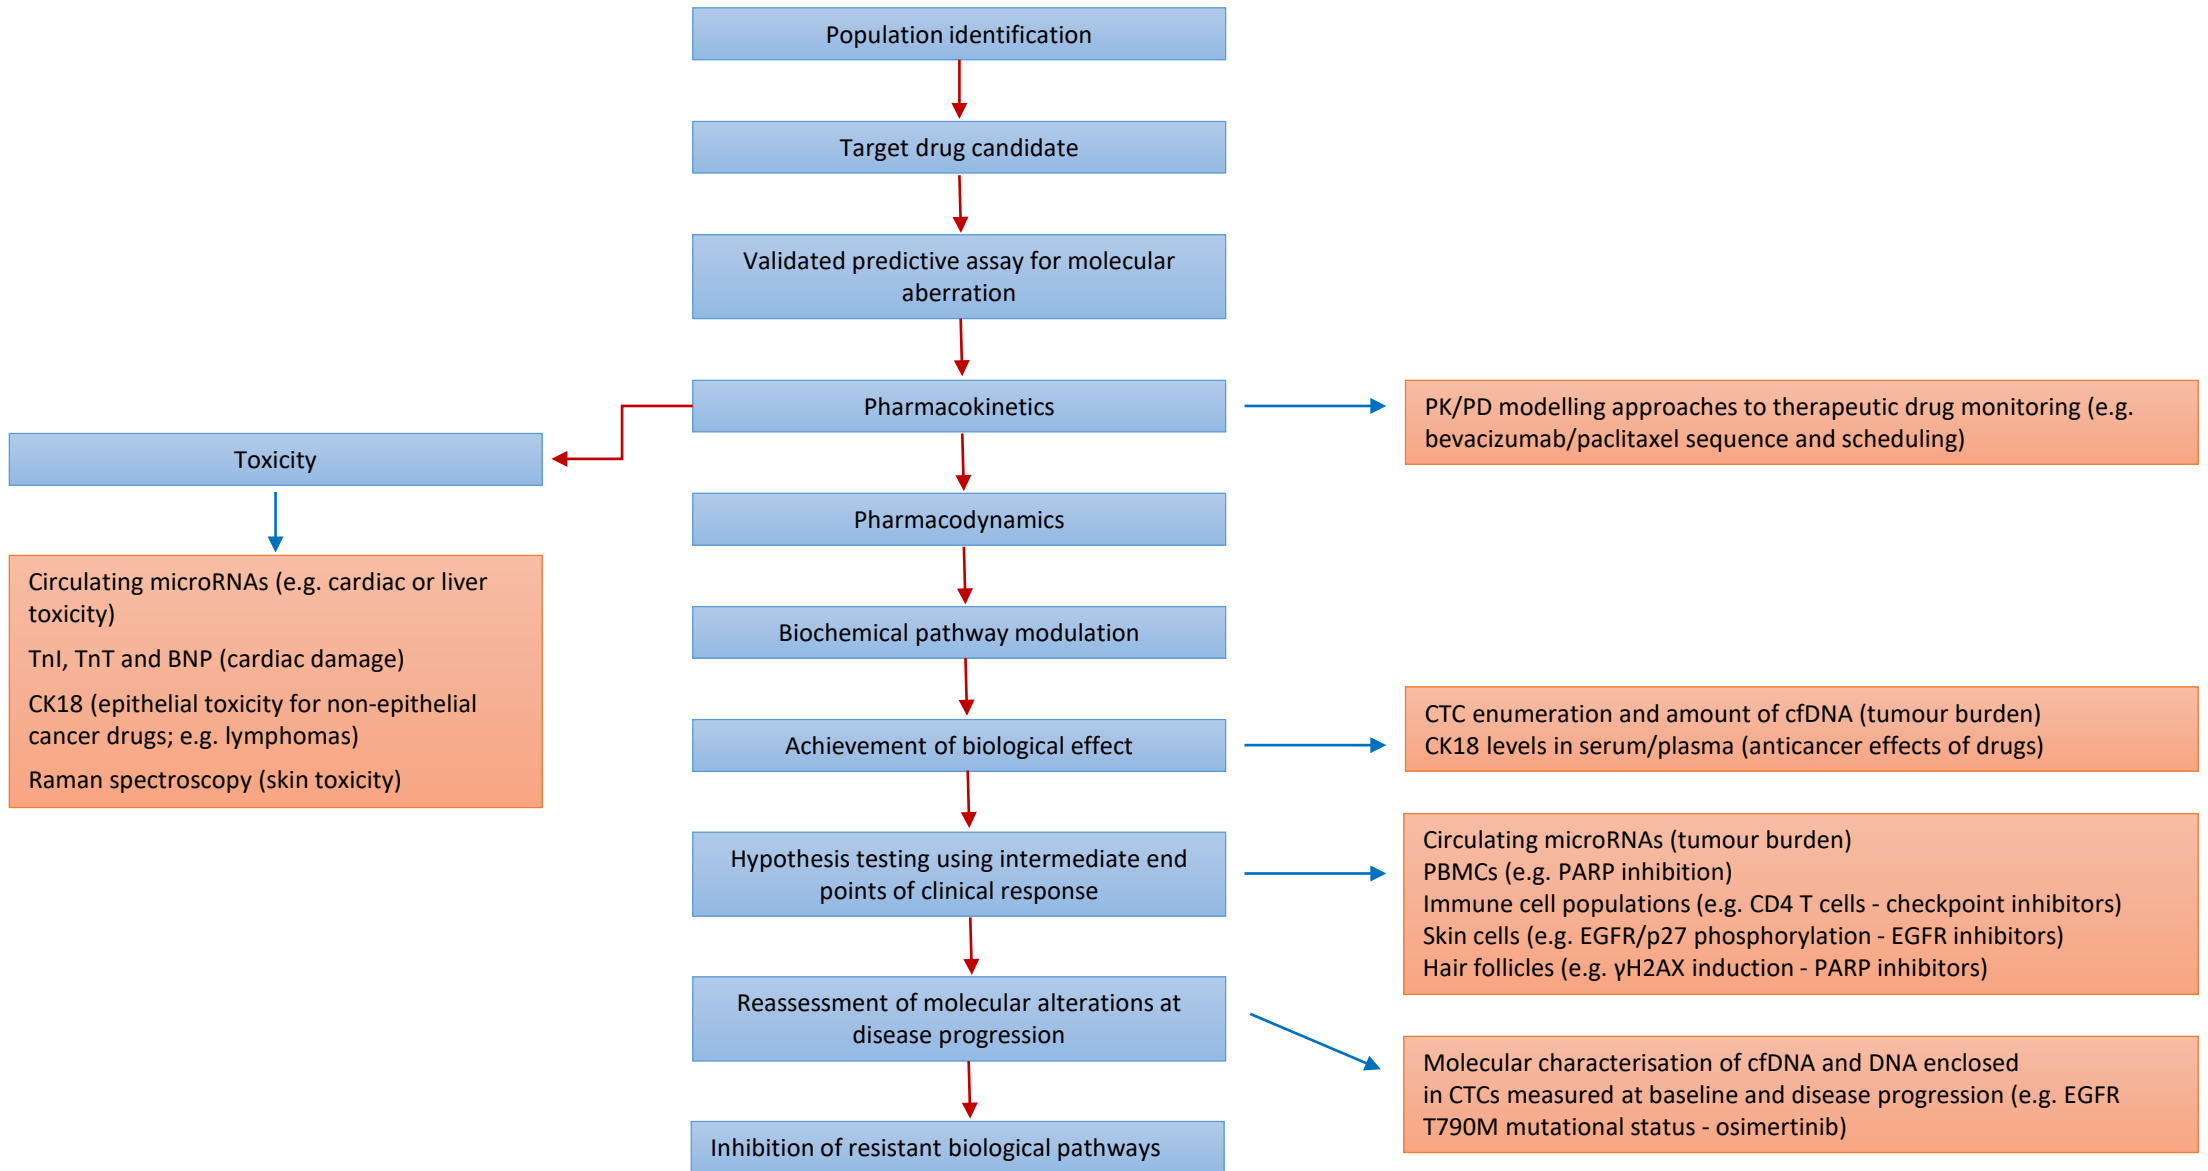 Population identification
Target drug candidate
Validated predictive assay for molecular
aberration
Pharmacokinetics
PK/PD modelling approaches to therapeutic drug monitoring (e.g.
bevacizumab/paclitaxel sequence and scheduling)
Toxicity
Pharmacodynamics
Circulating microRNAs (e.g. cardiac or liver
toxicity)
TnI, TnT and BNP (cardiac damage)
CK18 (epithelial toxicity for non-epithelial
cancer drugs; e.g. lymphomas)
Raman spectroscopy (skin toxicity)
Biochemical pathway modulation
Achievement of biological effect
CTC enumeration and amount of cfDNA (tumour burden)
CK18 levels in serum/plasma (anticancer effects of drugs)
Hypothesis testing using intermediate end
points of clinical response
Circulating microRNAs (tumour burden)
PBMCs (e.g. PARP inhibition)
Immune cell populations (e.g. CD4 T cells - checkpoint inhibitors)
Skin cells (e.g. EGFR/p27 phosphorylation - EGFR inhibitors)
Hair follicles (e.g. γH2AX induction - PARP inhibitors)
Reassessment of molecular alterations at
disease progression
Molecular characterisation of cfDNA and DNA enclosed
in CTCs measured at baseline and disease progression (e.g. EGFR
T790M mutational status - osimertinib)
Inhibition of resistant biological pathways